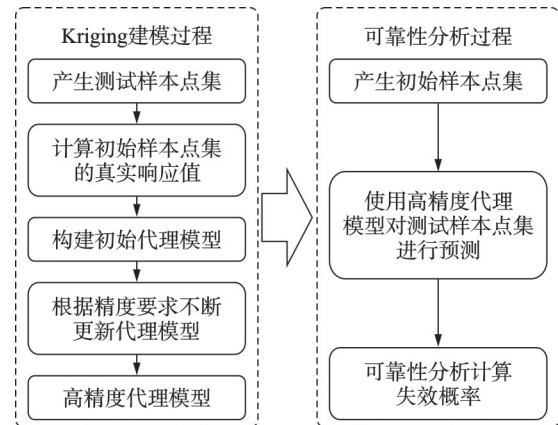 Kriging建模过程
产生测试样本点集
计算初始样本点集
的真实响应值
构建初始代理模型
根据精度要求不断
更新代理模型
高精度代理模型
可靠性分析过程
产生初始样本点集
使用高精度代理
模型对测试样本点集
进行预测
可靠性分析计算
失效概率